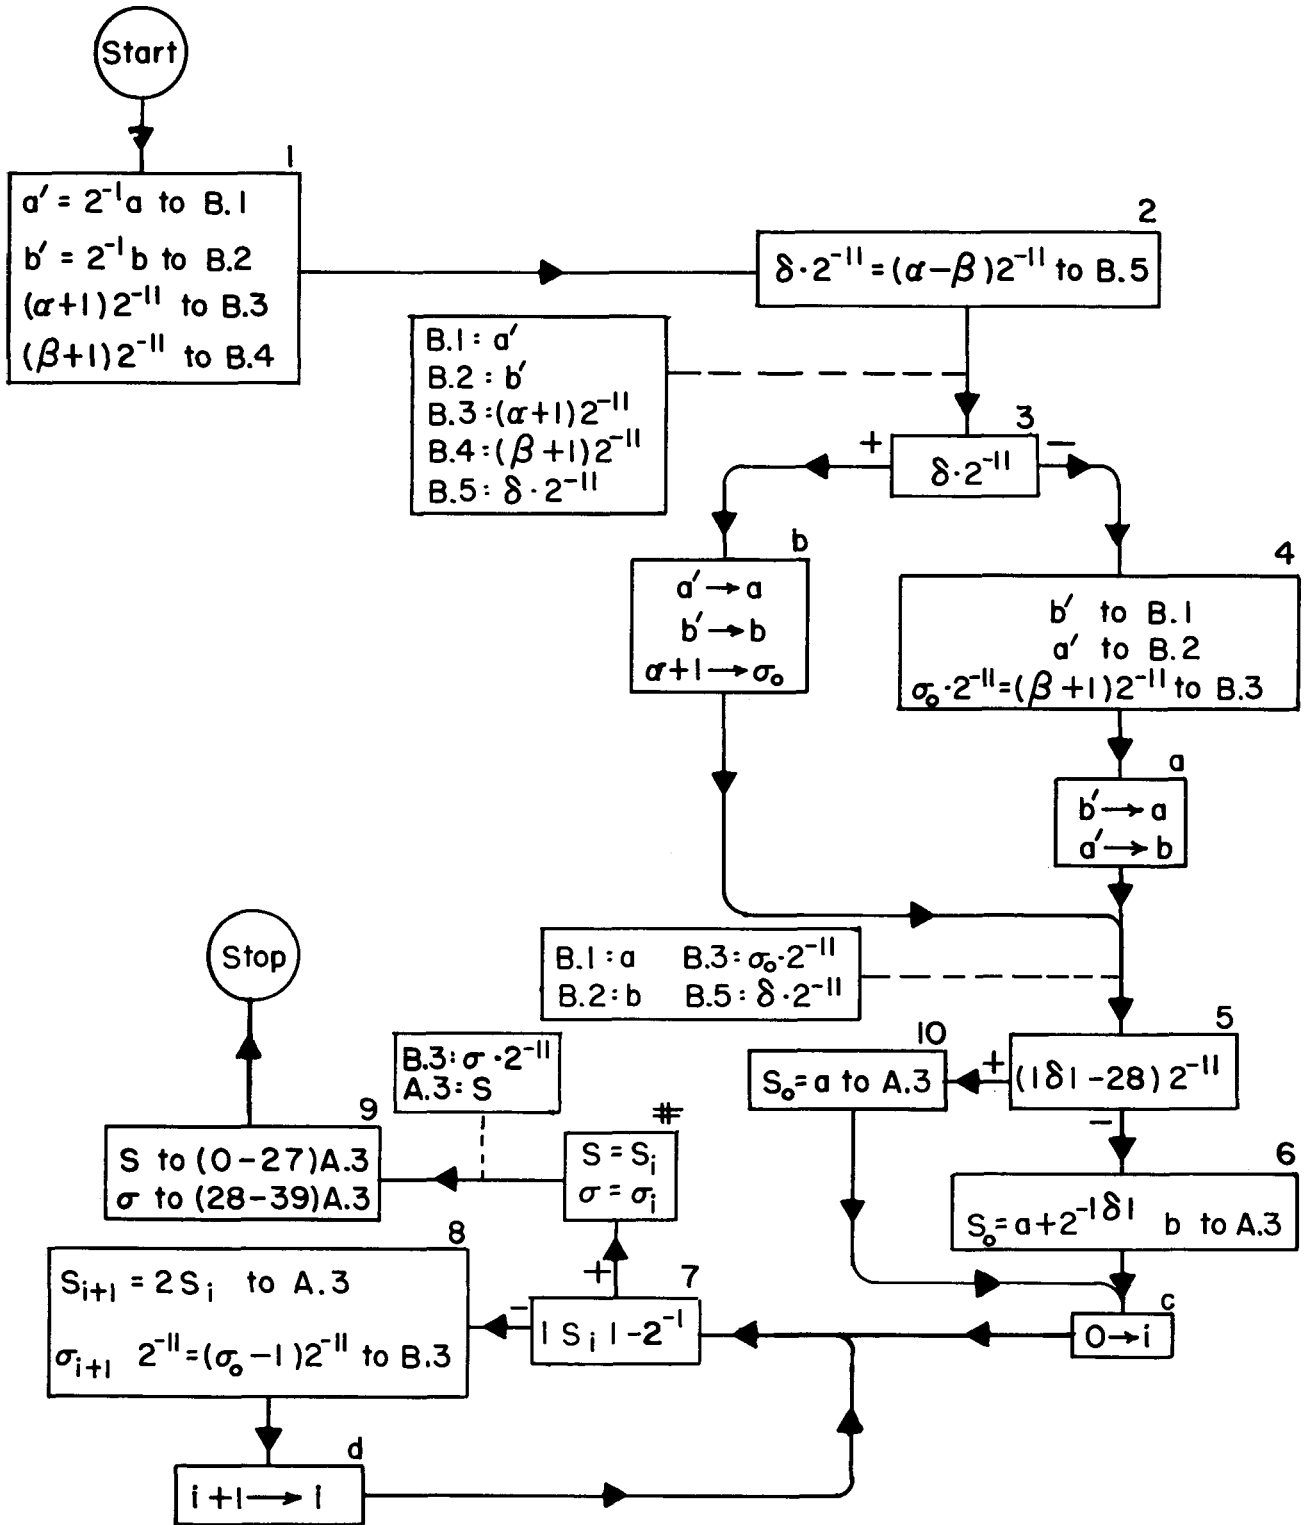 Start
1
a′ = 2⁻¹a to B.1
b′ = 2⁻¹b to B.2
(α+1)2⁻¹¹ to B.3
(β+1)2⁻¹¹ to B.4
2
δ·2⁻¹¹ = (α−β)2⁻¹¹ to B.5
B.1: a′
B.2: b′
B.3: (α+1)2⁻¹¹
B.4: (β+1)2⁻¹¹
B.5: δ·2⁻¹¹
3
+ −
δ·2⁻¹¹
b
a′→a
b′→b
α+1→σ₀
4
b′ to B.1
a′ to B.2
σ₀·2⁻¹¹=(β+1)2⁻¹¹ to B.3
a
b′→a
a′→b
B.1: a B.3: σ₀·2⁻¹¹
B.2: b B.5: δ·2⁻¹¹
Stop
5
+
(|δ|−28)2⁻¹¹
−
10
S₀=a to A.3
B.3: σ·2⁻¹¹
A.3: S
9
S to (0−27)A.3
σ to (28−39)A.3
#
S=Sᵢ
σ=σᵢ
6
S₀=a+2^−|δ| b to A.3
8
Sᵢ₊₁=2Sᵢ to A.3
σᵢ₊₁ 2⁻¹¹=(σ₀−1)2⁻¹¹ to B.3
+
7
−
|Sᵢ|−2⁻¹
c
0→i
d
i+1→i